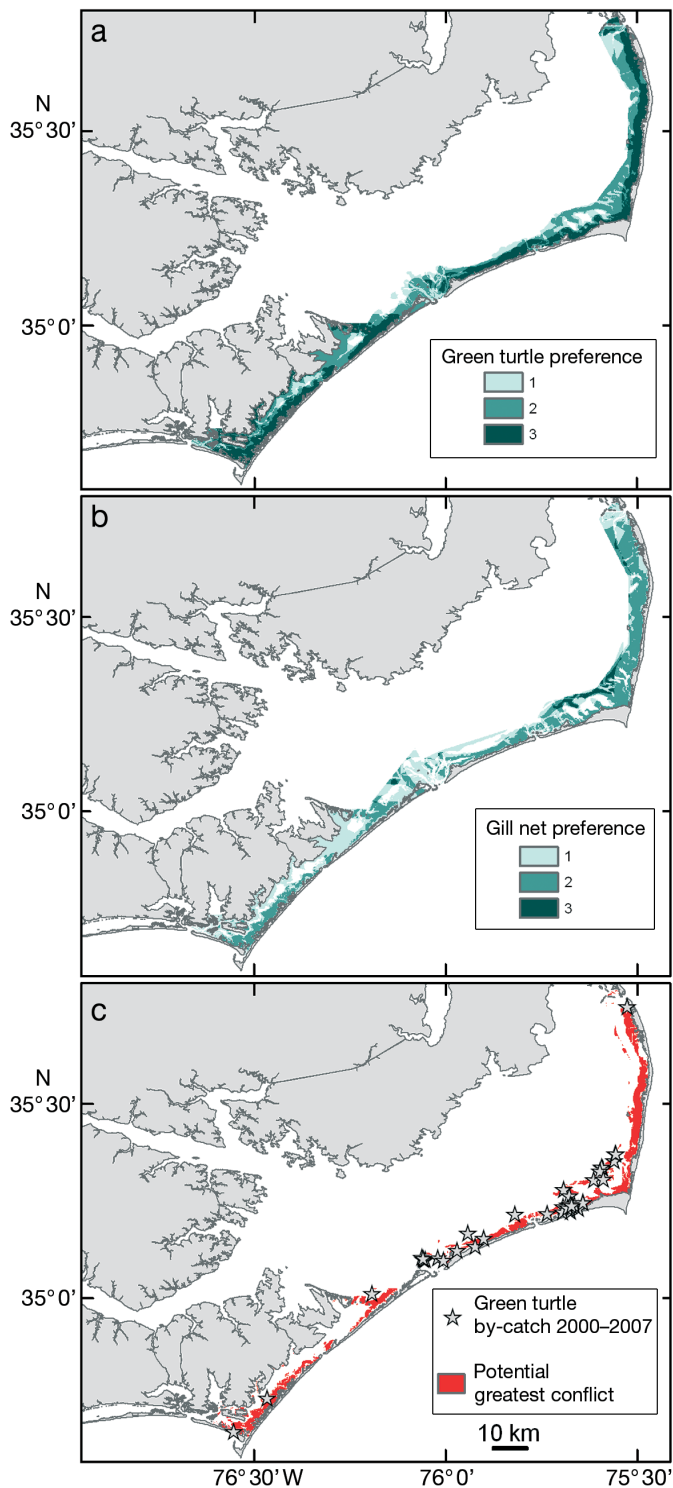 a
N
35°30’
35°0’
Green turtle preference
1
2
3
b
N
35°30’
35°0’
Gill net preference
1
2
3
c
N
35°30’
35°0’
Green turtle
by-catch 2000–2007
Potential
greatest conflict
10 km
76°30’W 76°0’ 75°30’